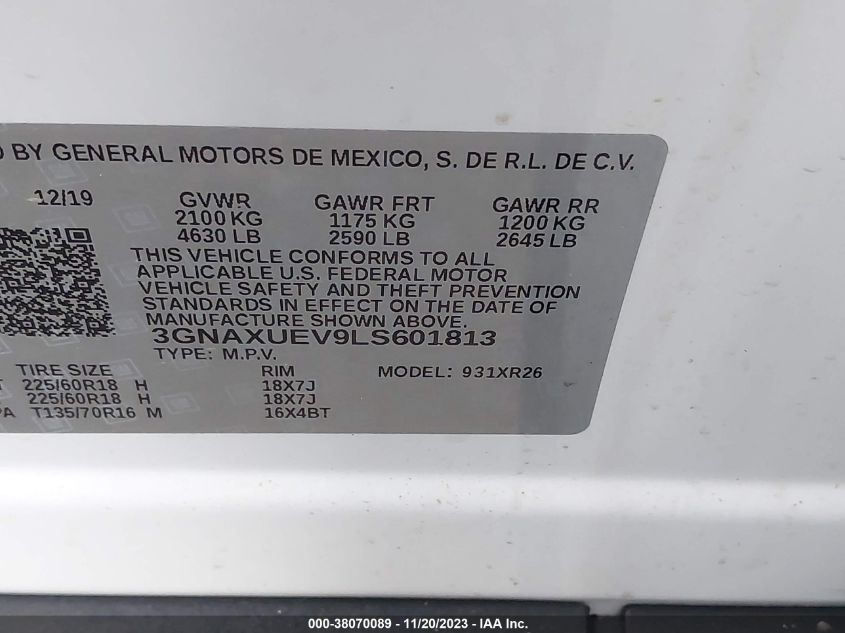 BY GENERAL MOTORS DE MEXICO, S. DE R.L. DE C.V.
12/19 GVWR GAWR FRT GAWR RR
2100 KG 1175 KG 1200 KG
4630 LB 2590 LB 2645 LB
THIS VEHICLE CONFORMS TO ALL
APPLICABLE U.S. FEDERAL MOTOR
VEHICLE SAFETY AND THEFT PREVENTION
STANDARDS IN EFFECT ON THE DATE OF
MANUFACTURE SHOWN ABOVE.
3GNAXUEV9LS601813
TYPE: M.P.V.
TIRE SIZE RIM MODEL: 931XR26
225/60R18 H 18X7J
225/60R18 H 18X7J
T135/70R16 M 16X4BT
000-38070089 - 11/20/2023 - IAA Inc.